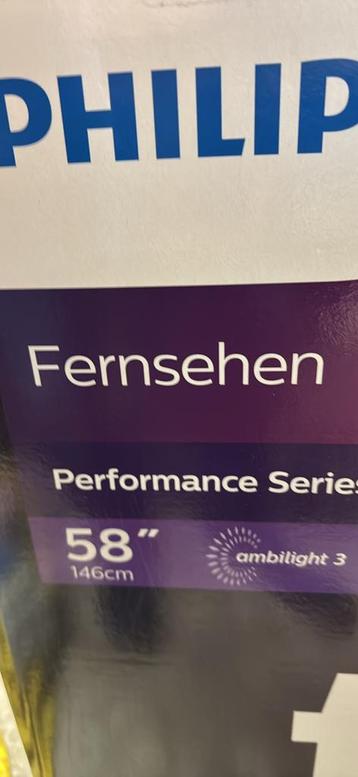 PHILIP
Fernsehen
Performance Series
58"
146cm
ambilight 3